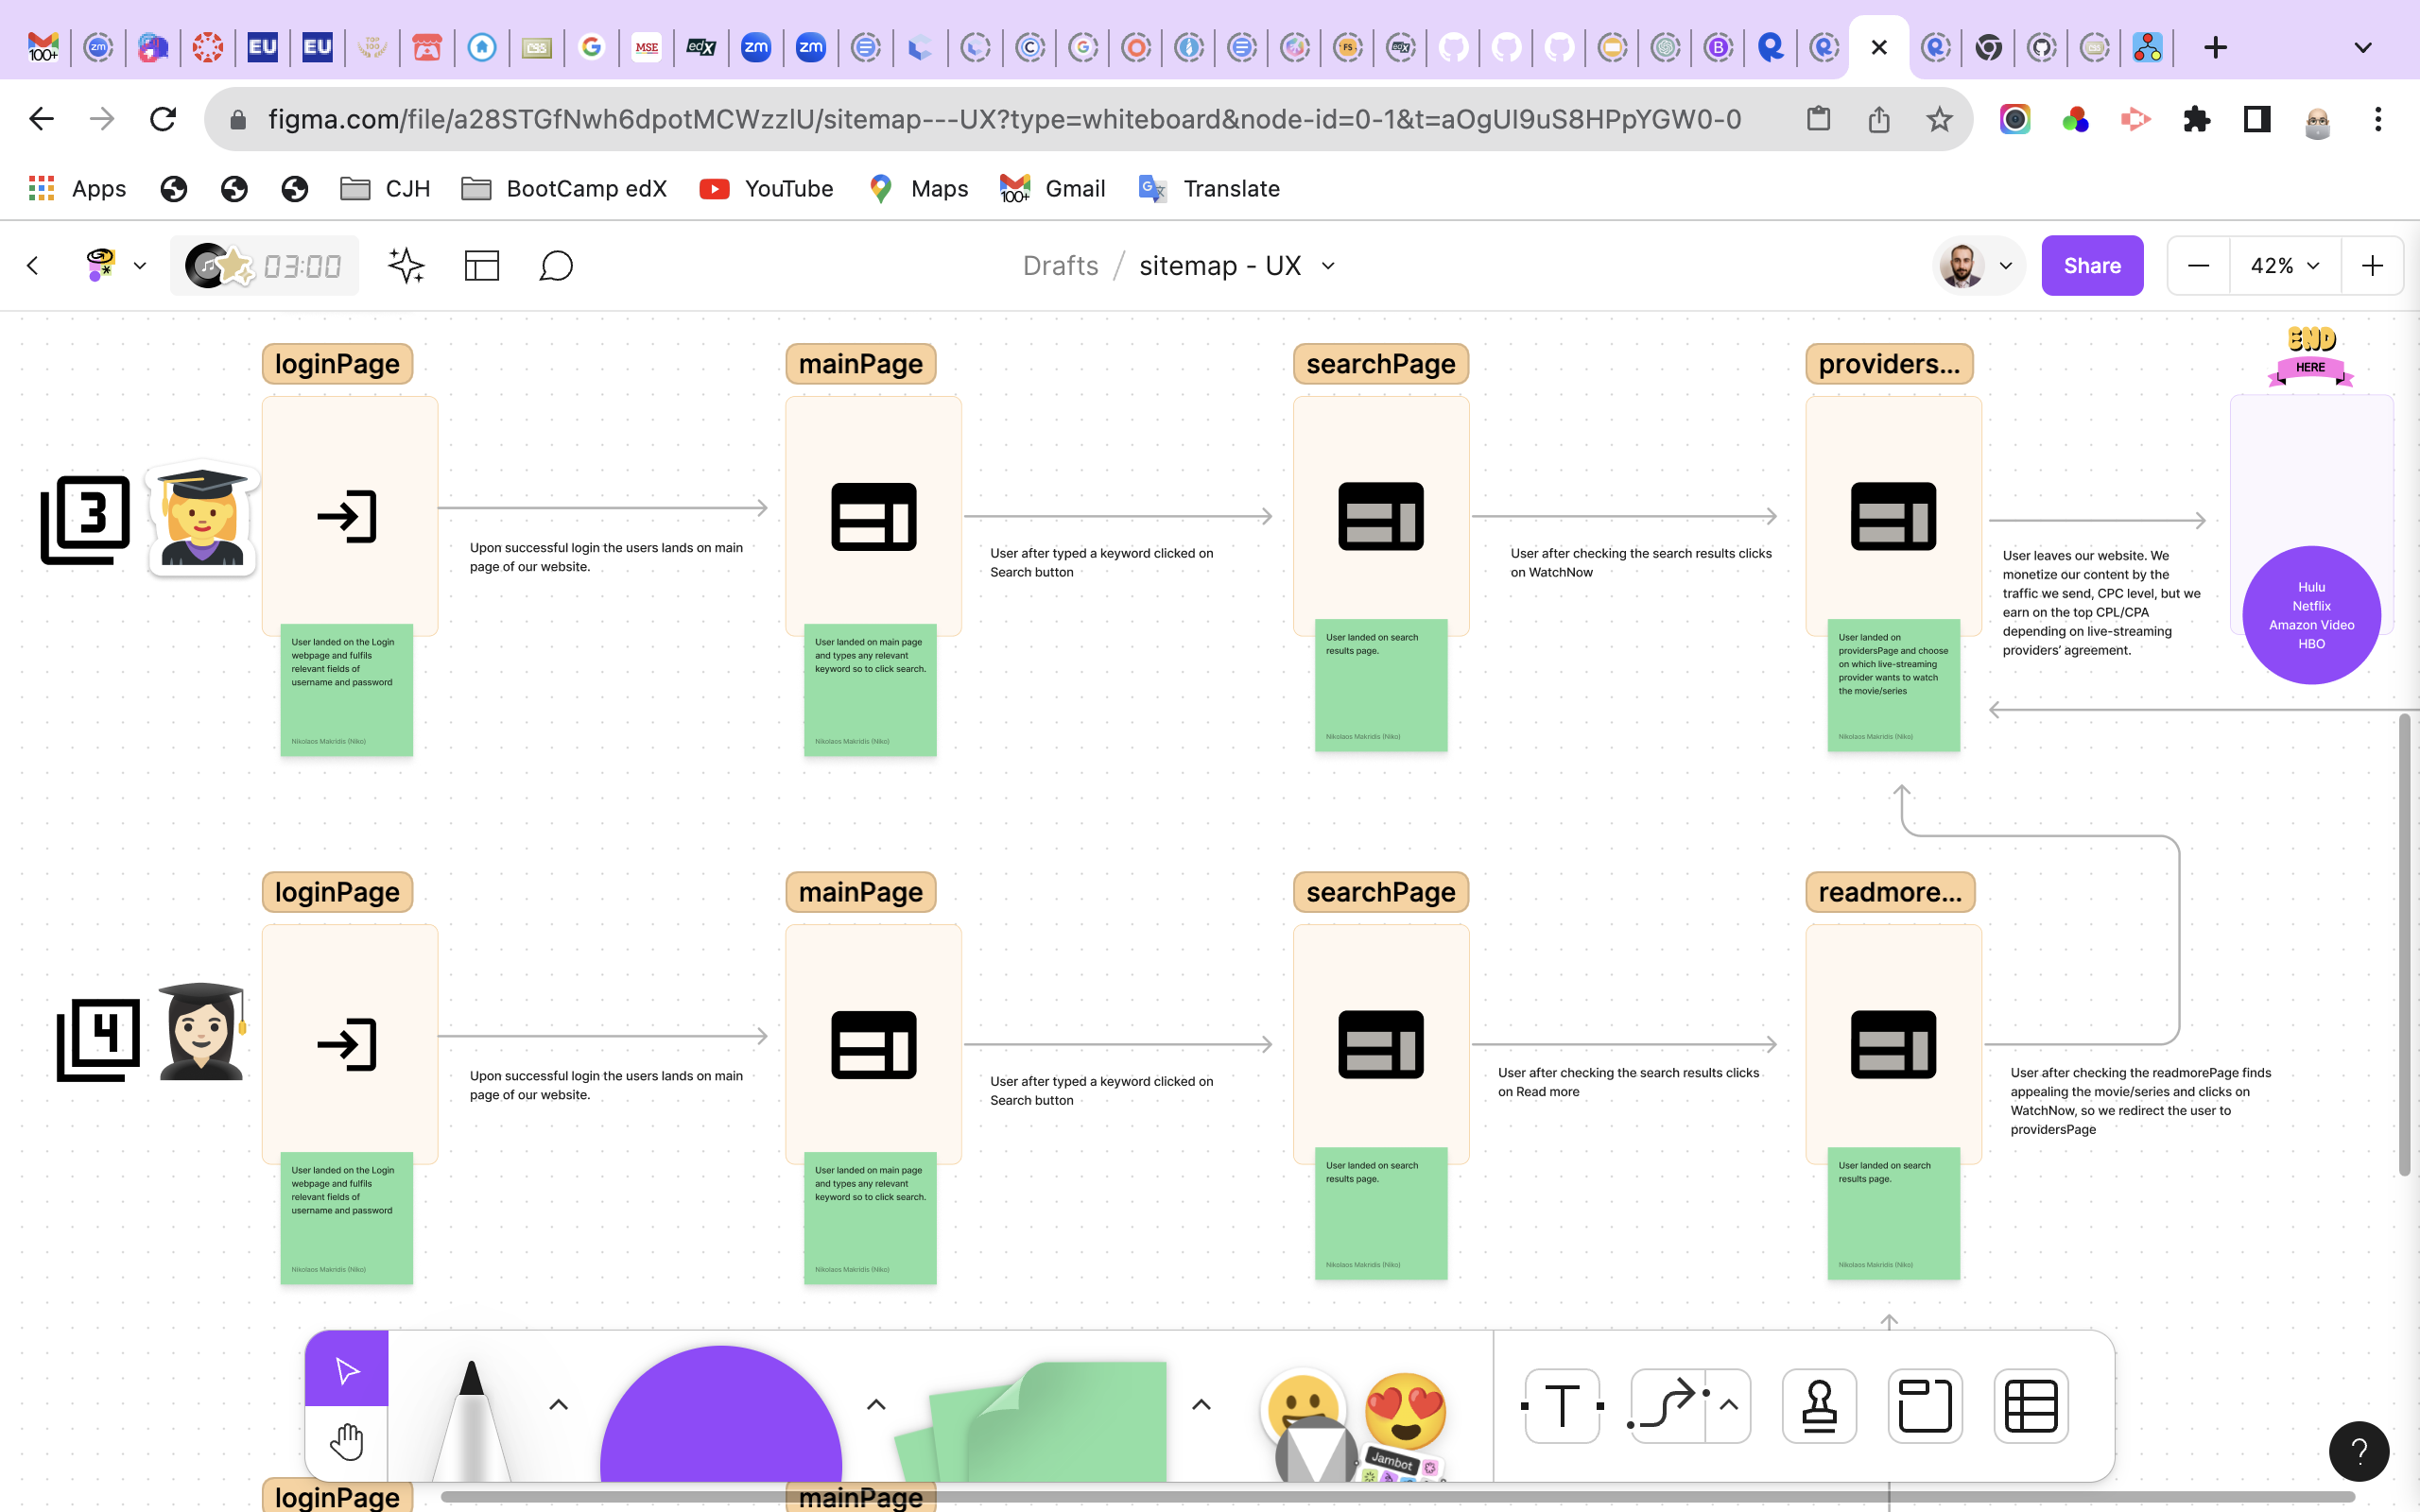 figma.com/file/a28STGfNwh6dpotMCWzzlU/sitemap---UX?type=whiteboard&node-id=0-1&t=aOgUI9uS8HPpYGW0-0
Apps
CJH
BootCamp edX
YouTube
Maps
Gmail
Translate
03:00
Drafts / sitemap - UX
Share
42%
END
HERE
loginPage
mainPage
searchPage
providers...
3
Upon successful login the users lands on main
page of our website.
User after typed a keyword clicked on
Search button
User after checking the search results clicks
on WatchNow
User leaves our website. We
monetize our content by the
traffic we send, CPC level, but we
earn on the top CPL/CPA
depending on live-streaming
providers' agreement.
Hulu
Netflix
Amazon Video
HBO
User landed on the Login
webpage and fulfils
relevant fields of
username and password
Nikolaos Makridis (Niko)
User landed on main page
and types any relevant
keyword so to click search.
Nikolaos Makridis (Niko)
User landed on search
results page.
Nikolaos Makridis (Niko)
User landed on
providersPage and choose
on which live-streaming
provider wants to watch
the movie/series
Nikolaos Makridis (Niko)
loginPage
mainPage
searchPage
readmore...
4
Upon successful login the users lands on main
page of our website.
User after typed a keyword clicked on
Search button
User after checking the search results clicks
on Read more
User after checking the readmorePage finds
appealing the movie/series and clicks on
WatchNow, so we redirect the user to
providersPage
User landed on the Login
webpage and fulfils
relevant fields of
username and password
Nikolaos Makridis (Niko)
User landed on main page
and types any relevant
keyword so to click search.
Nikolaos Makridis (Niko)
User landed on search
results page.
Nikolaos Makridis (Niko)
User landed on search
results page.
Nikolaos Makridis (Niko)
T
Jambot
?
loginPage
mainPage